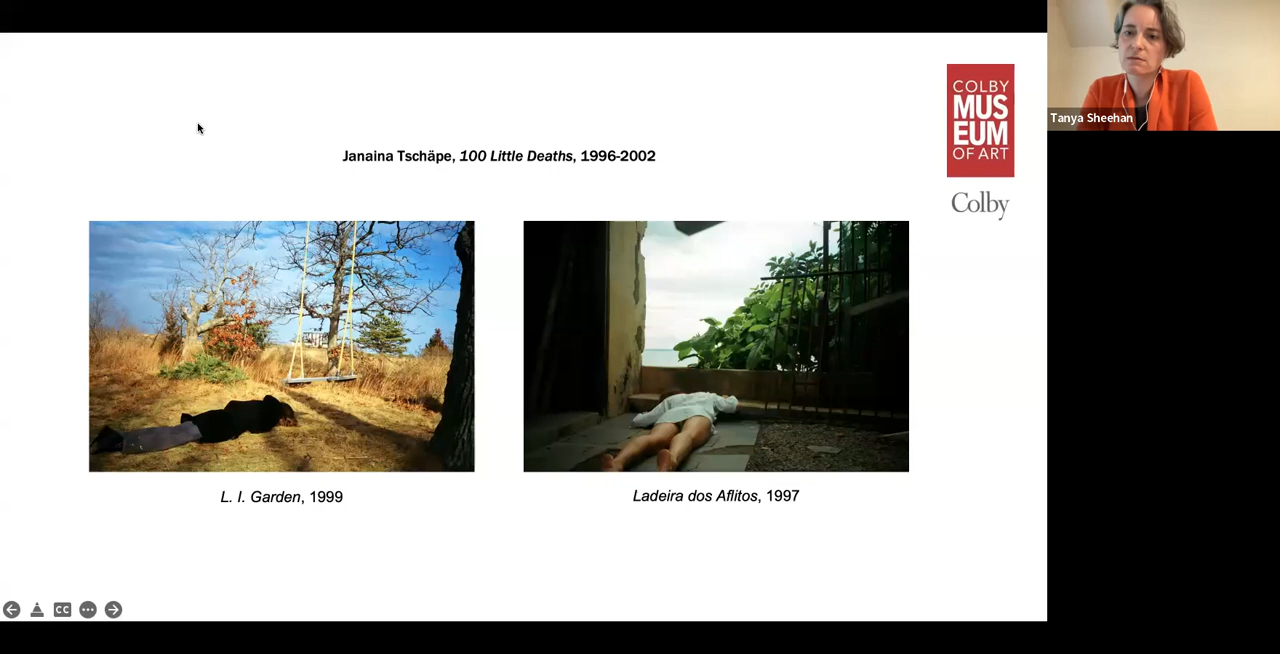 Janaina Tschäpe, 100 Little Deaths, 1996-2002
COLBY
MUS
EUM
OF ART
Colby
Tanya Sheehan
L. I. Garden, 1999
Ladeira dos Aflitos, 1997
CC